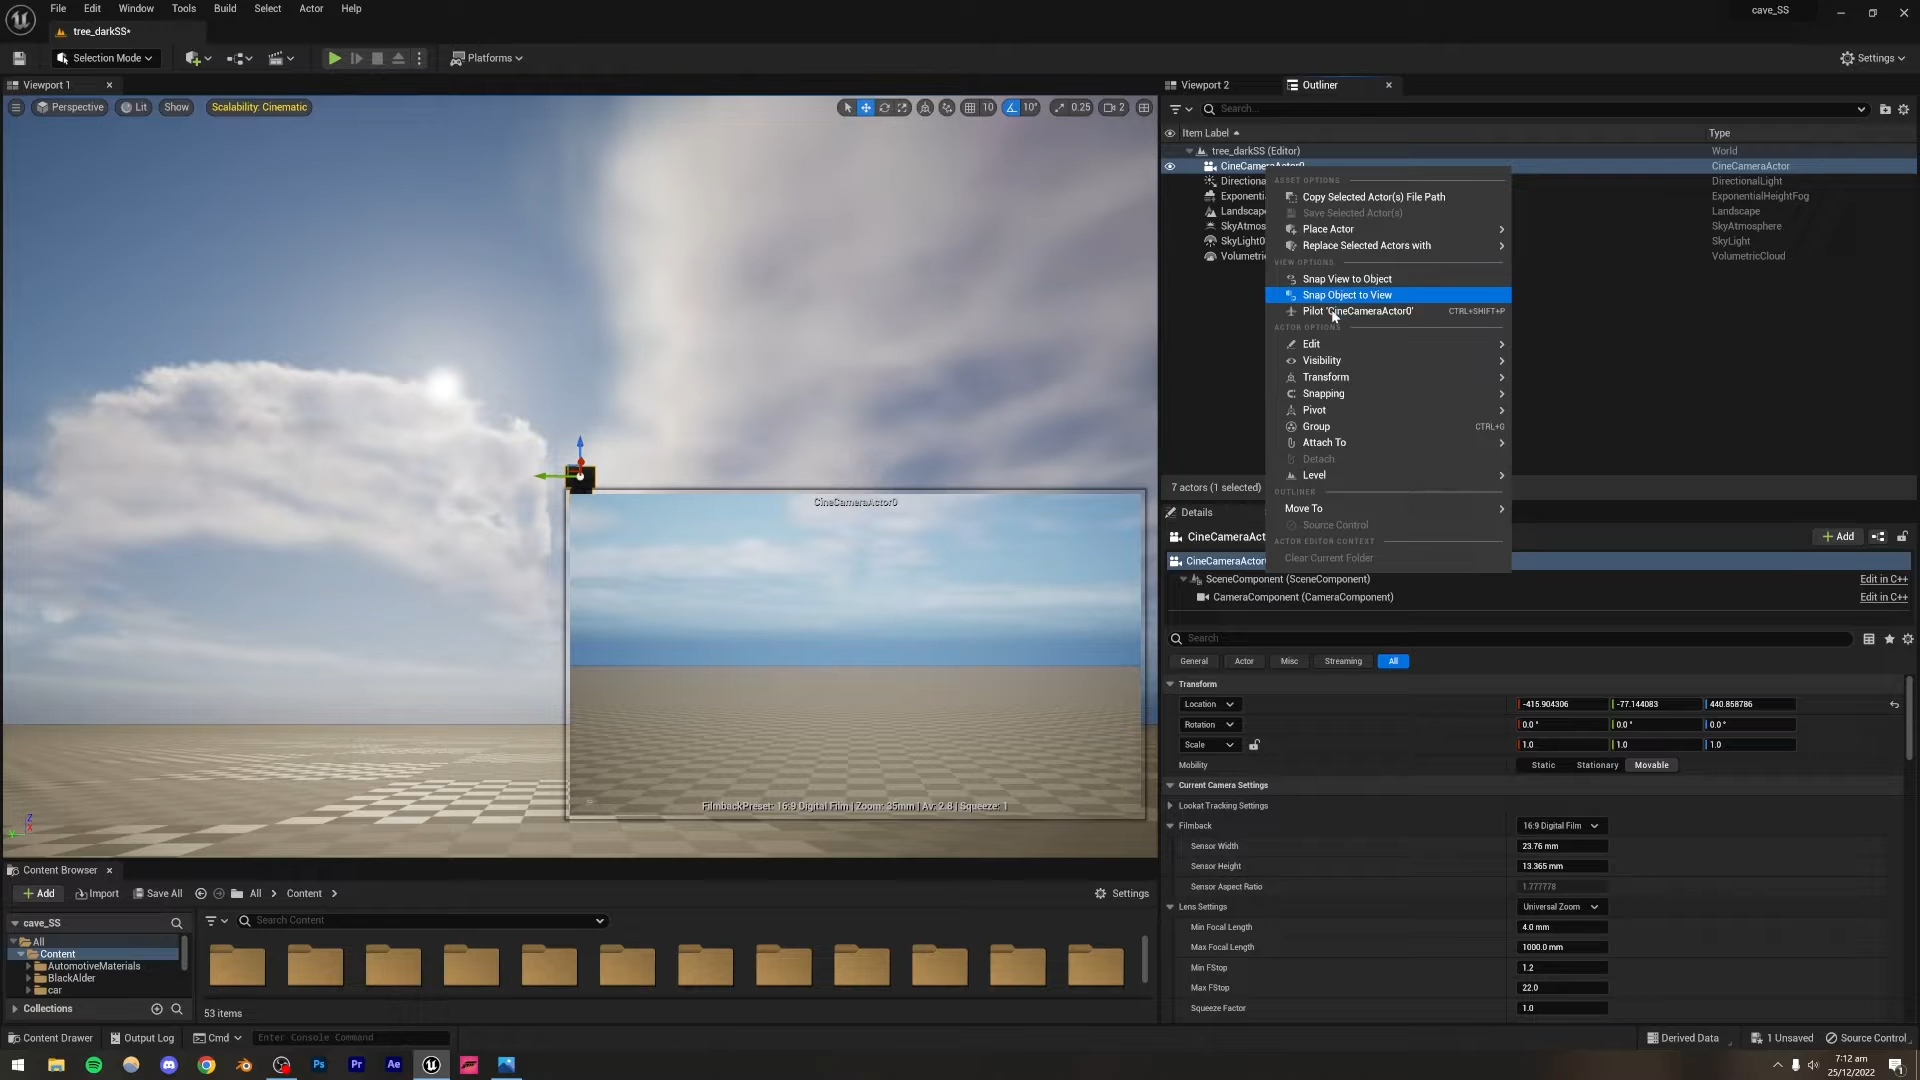 File Edit Window Tools Build Select Actor Help
cave_SS
tree_darkSS*
Selection Mode
Platforms
Settings
Viewport 1
Viewport 2
Outliner
Perspective Lit Show Scalability: Cinematic
10 10° 0.25 2
Search...
Item Label Type
tree_darkSS (Editor) World
CineCameraActor0 CineCameraActor
Directiona DirectionalLight
Exponenti ExponentialHeightFog
Landscape Landscape
SkyAtmos SkyAtmosphere
SkyLight0 SkyLight
Volumetri VolumetricCloud
ASSET OPTIONS
Copy Selected Actor(s) File Path
Save Selected Actor(s)
Place Actor
Replace Selected Actors with
VIEW OPTIONS
Snap View to Object
Snap Object to View
Pilot 'CineCameraActor0' CTRL+SHIFT+P
ACTOR OPTIONS
Edit
Visibility
Transform
Snapping
Pivot
Group CTRL+G
Attach To
Detach
Level
OUTLINER
Move To
Source Control
ACTOR EDITOR CONTEXT
Clear Current Folder
7 actors (1 selected)
CineCameraActor0
FilmbackPreset: 16:9 Digital Film | Zoom: 35mm | Av: 2.8 | Squeeze: 1
Z
X
Y
Details
CineCameraAct
Add
CineCameraActor
SceneComponent (SceneComponent) Edit in C++
CameraComponent (CameraComponent) Edit in C++
Search
General Actor Misc Streaming All
Transform
Location -415.904306 -77.144083 440.858786
Rotation 0.0° 0.0° 0.0°
Scale 1.0 1.0 1.0
Mobility Static Stationary Movable
Current Camera Settings
Lookat Tracking Settings
Filmback 16:9 Digital Film
Sensor Width 23.76 mm
Sensor Height 13.365 mm
Sensor Aspect Ratio 1.777778
Lens Settings Universal Zoom
Min Focal Length 4.0 mm
Max Focal Length 1000.0 mm
Min FStop 1.2
Max FStop 22.0
Squeeze Factor 1.0
Content Browser
Add Import Save All All Content Settings
cave_SS
Search Content
All
Content
AutomotiveMaterials
BlackAlder
car
Collections
53 items
Content Drawer Output Log Cmd Enter Console Command
Derived Data 1 Unsaved Source Control
Ps Pr Ae
7:12 am
25/12/2022
1